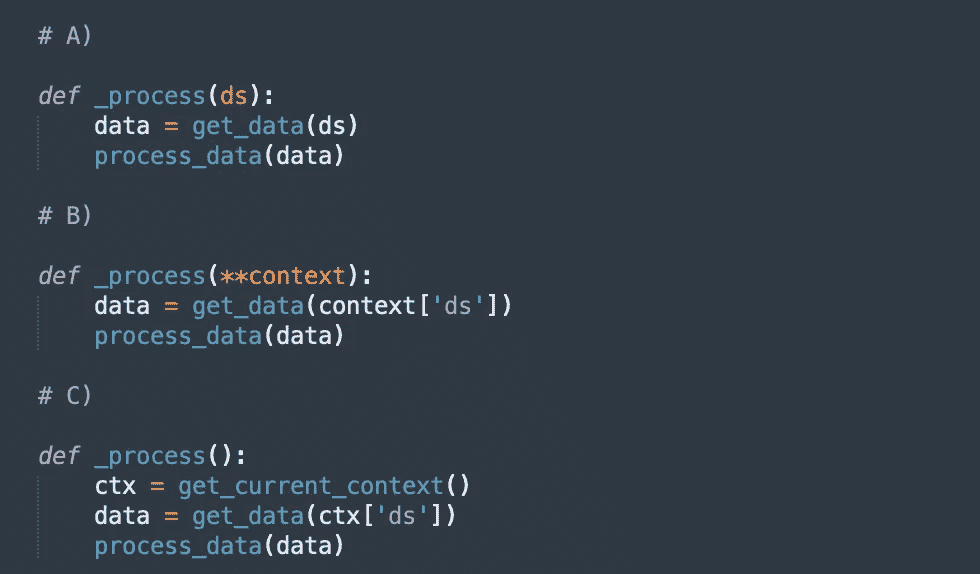 # A)
def _process(ds):
    data = get_data(ds)
    process_data(data)
# B)
def _process(**context):
    data = get_data(context['ds'])
    process_data(data)
# C)
def _process():
    ctx = get_current_context()
    data = get_data(ctx['ds'])
    process_data(data)